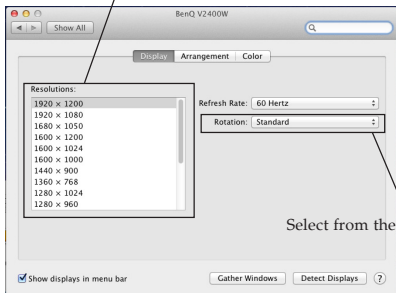 BenQ V2400W
Show All
Display Arrangement Color
Resolutions:
1920 × 1200
1920 × 1080
1680 × 1050
1600 × 1200
1600 × 1024
1600 × 1000
1440 × 900
1360 × 768
1280 × 1024
1280 × 960
Refresh Rate: 60 Hertz
Rotation: Standard
Select from the
Show displays in menu bar
Gather Windows Detect Displays ?